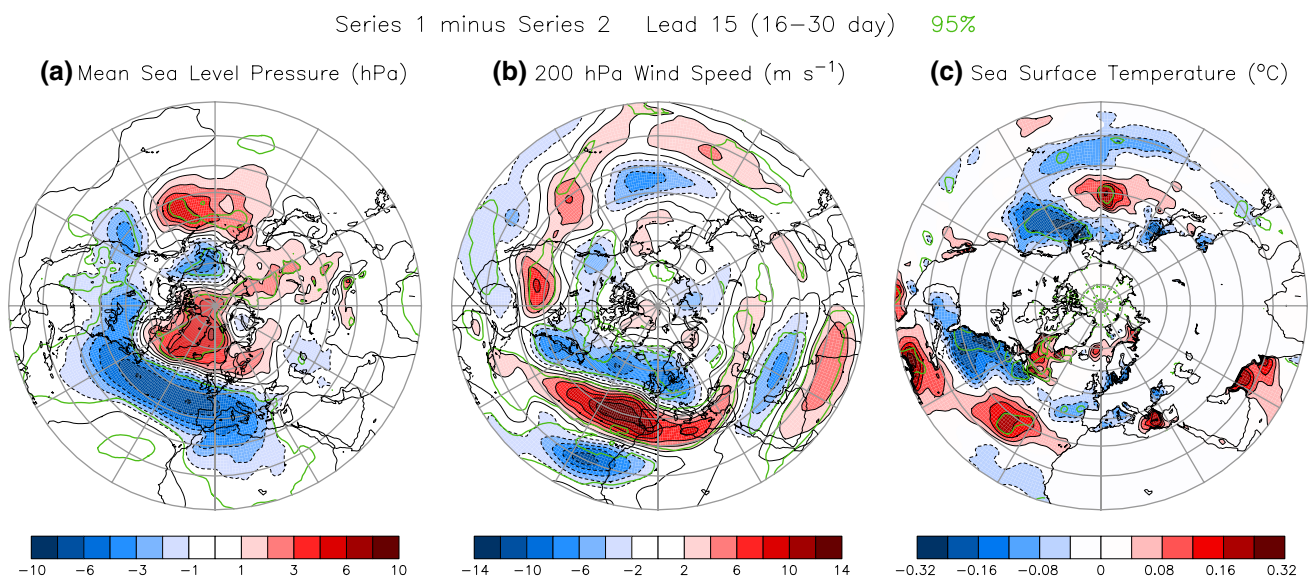 Series 1 minus Series 2 Lead 15 (16−30 day) 95%
(a) Mean Sea Level Pressure (hPa)
(b) 200 hPa Wind Speed (m s⁻¹)
(c) Sea Surface Temperature (°C)
−10 −6 −3 −1 1 3 6 10
−14 −10 −6 −2 2 6 10 14
−0.32 −0.16 −0.08 0 0.08 0.16 0.32